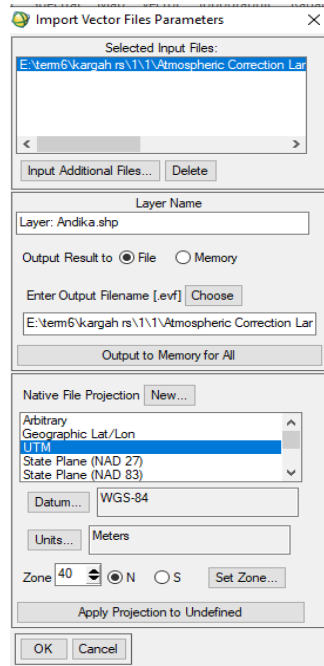 Import Vector Files Parameters
Selected Input Files:
E:\term6\kargah rs\1\1\Atmospheric Correction Lar
Input Additional Files... Delete
Layer Name
Layer: Andika.shp
Output Result to File Memory
Enter Output Filename [.evf] Choose
E:\term6\kargah rs\1\1\Atmospheric Correction Lar
Output to Memory for All
Native File Projection New...
Arbitrary
Geographic Lat/Lon
UTM
State Plane (NAD 27)
State Plane (NAD 83)
Datum... WGS-84
Units... Meters
Zone 40 N S Set Zone...
Apply Projection to Undefined
OK Cancel